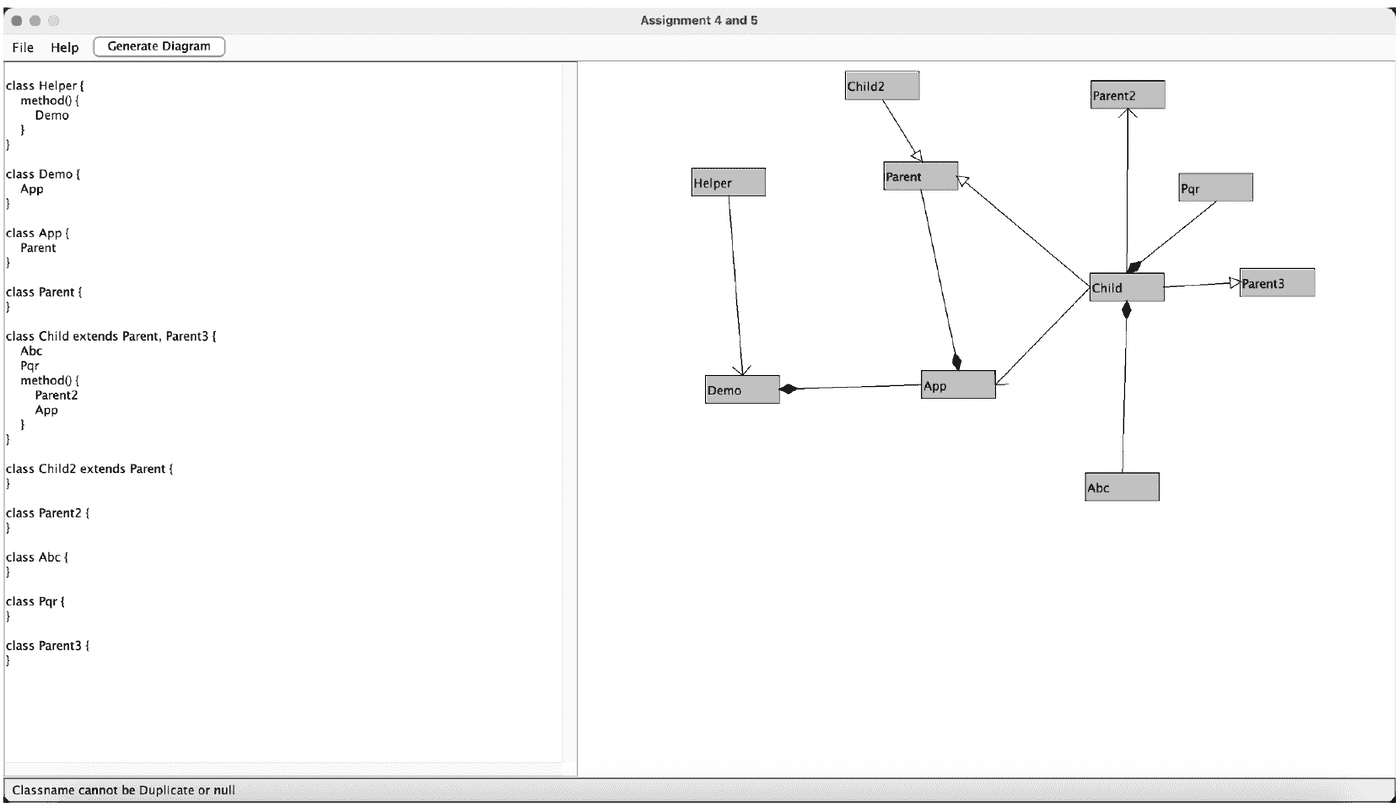 Assignment 4 and 5
File Help Generate Diagram
class Helper {
method() {
Demo
}
}
class Demo {
App
}
class App {
Parent
}
class Parent {
}
class Child extends Parent, Parent3 {
Abc
Pqr
method() {
Parent2
App
}
}
class Child2 extends Parent {
}
class Parent2 {
}
class Abc {
}
class Pqr {
}
class Parent3 {
}
Child2
Parent2
Helper
Parent
Pqr
Child
Parent3
Demo
App
Abc
Classname cannot be Duplicate or null